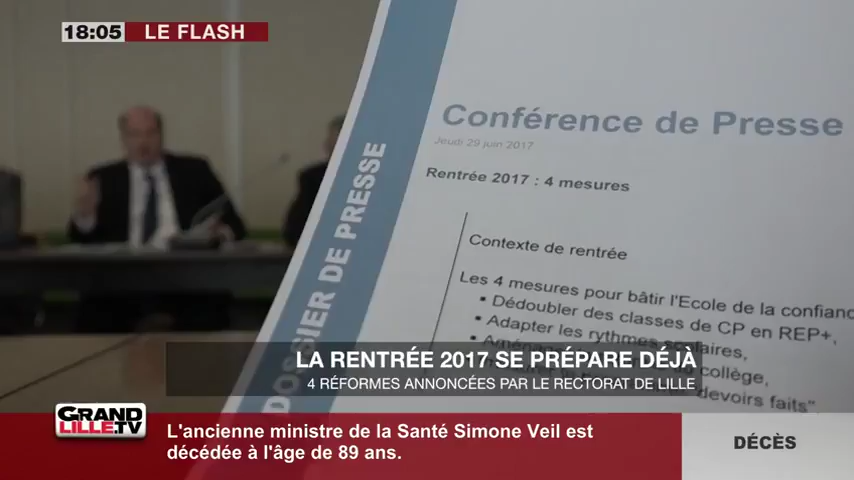 18:05 LE FLASH
DOSSIER DE PRESSE
Conférence de Presse
Jeudi 29 juin 2017
Rentrée 2017 : 4 mesures
Contexte de rentrée
Les 4 mesures pour bâtir l'Ecole de la confianc
▪ Dédoubler des classes de CP en REP+,
▪ Adapter les rythmes scolaires,
collège,
devoirs faits"
LA RENTRÉE 2017 SE PRÉPARE DÉJÀ
4 RÉFORMES ANNONCÉES PAR LE RECTORAT DE LILLE
GRAND
LILLE.TV
L'ancienne ministre de la Santé Simone Veil est
décédée à l'âge de 89 ans.
DÉCÈS